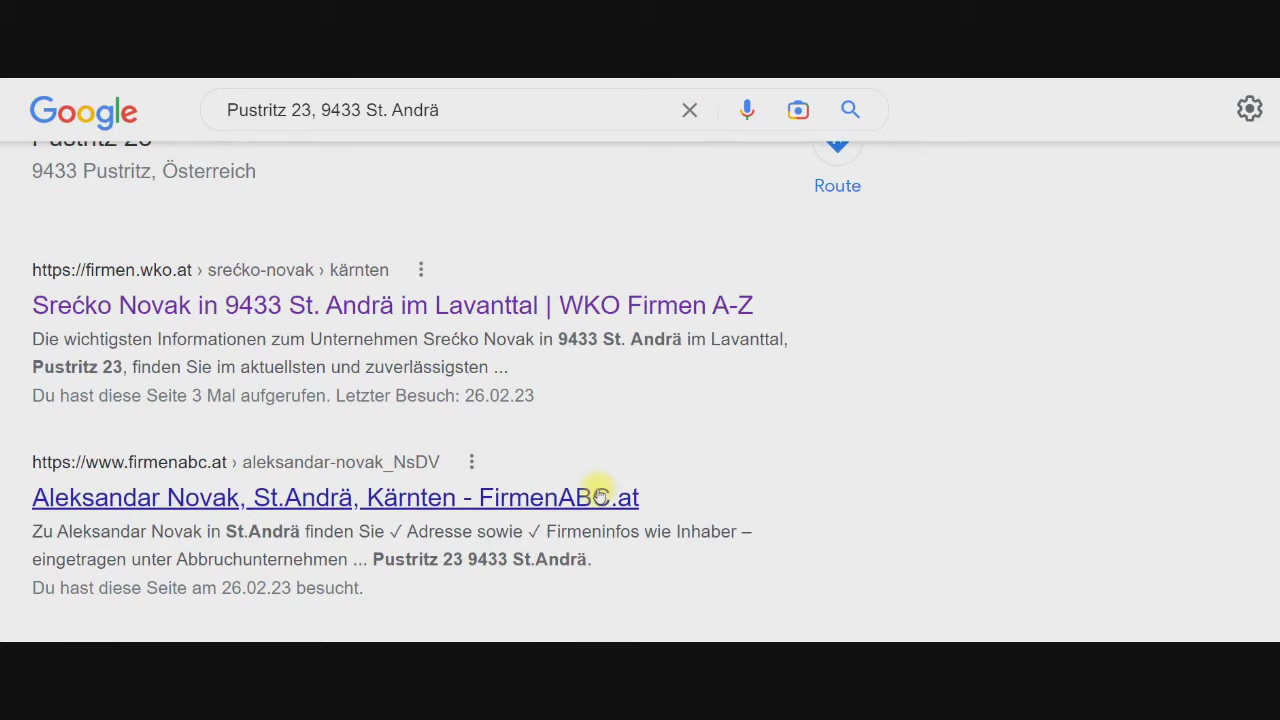 Google
Pustritz 23, 9433 St. Andrä
Pustritz 23
9433 Pustritz, Österreich
Route
https://firmen.wko.at › srećko-novak › kärnten
Srećko Novak in 9433 St. Andrä im Lavanttal | WKO Firmen A-Z
Die wichtigsten Informationen zum Unternehmen Srećko Novak in 9433 St. Andrä im Lavanttal,
Pustritz 23, finden Sie im aktuellsten und zuverlässigsten ...
Du hast diese Seite 3 Mal aufgerufen. Letzter Besuch: 26.02.23
https://www.firmenabc.at › aleksandar-novak_NsDV
Aleksandar Novak, St.Andrä, Kärnten - FirmenABC.at
Zu Aleksandar Novak in St.Andrä finden Sie ✓ Adresse sowie ✓ Firmeninfos wie Inhaber –
eingetragen unter Abbruchunternehmen ... Pustritz 23 9433 St.Andrä.
Du hast diese Seite am 26.02.23 besucht.